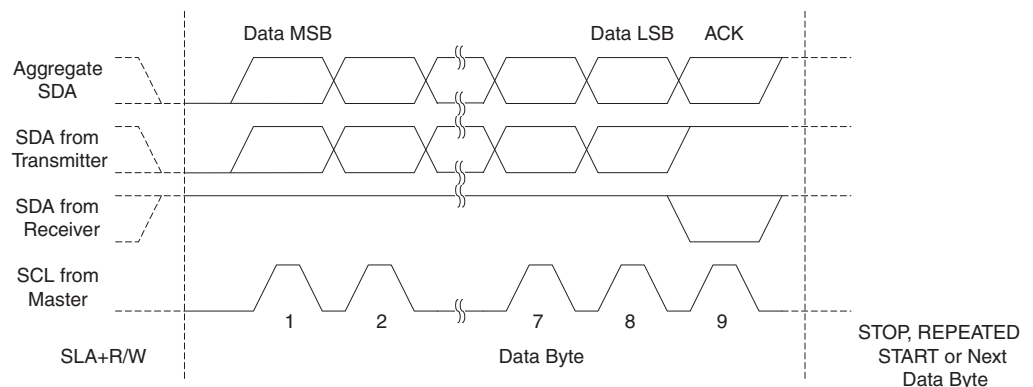 Data MSB
Data LSB
ACK
Aggregate
SDA
SDA from
Transmitter
SDA from
Receiver
SCL from
Master
1
2
7
8
9
SLA+R/W
Data Byte
STOP, REPEATED
START or Next
Data Byte